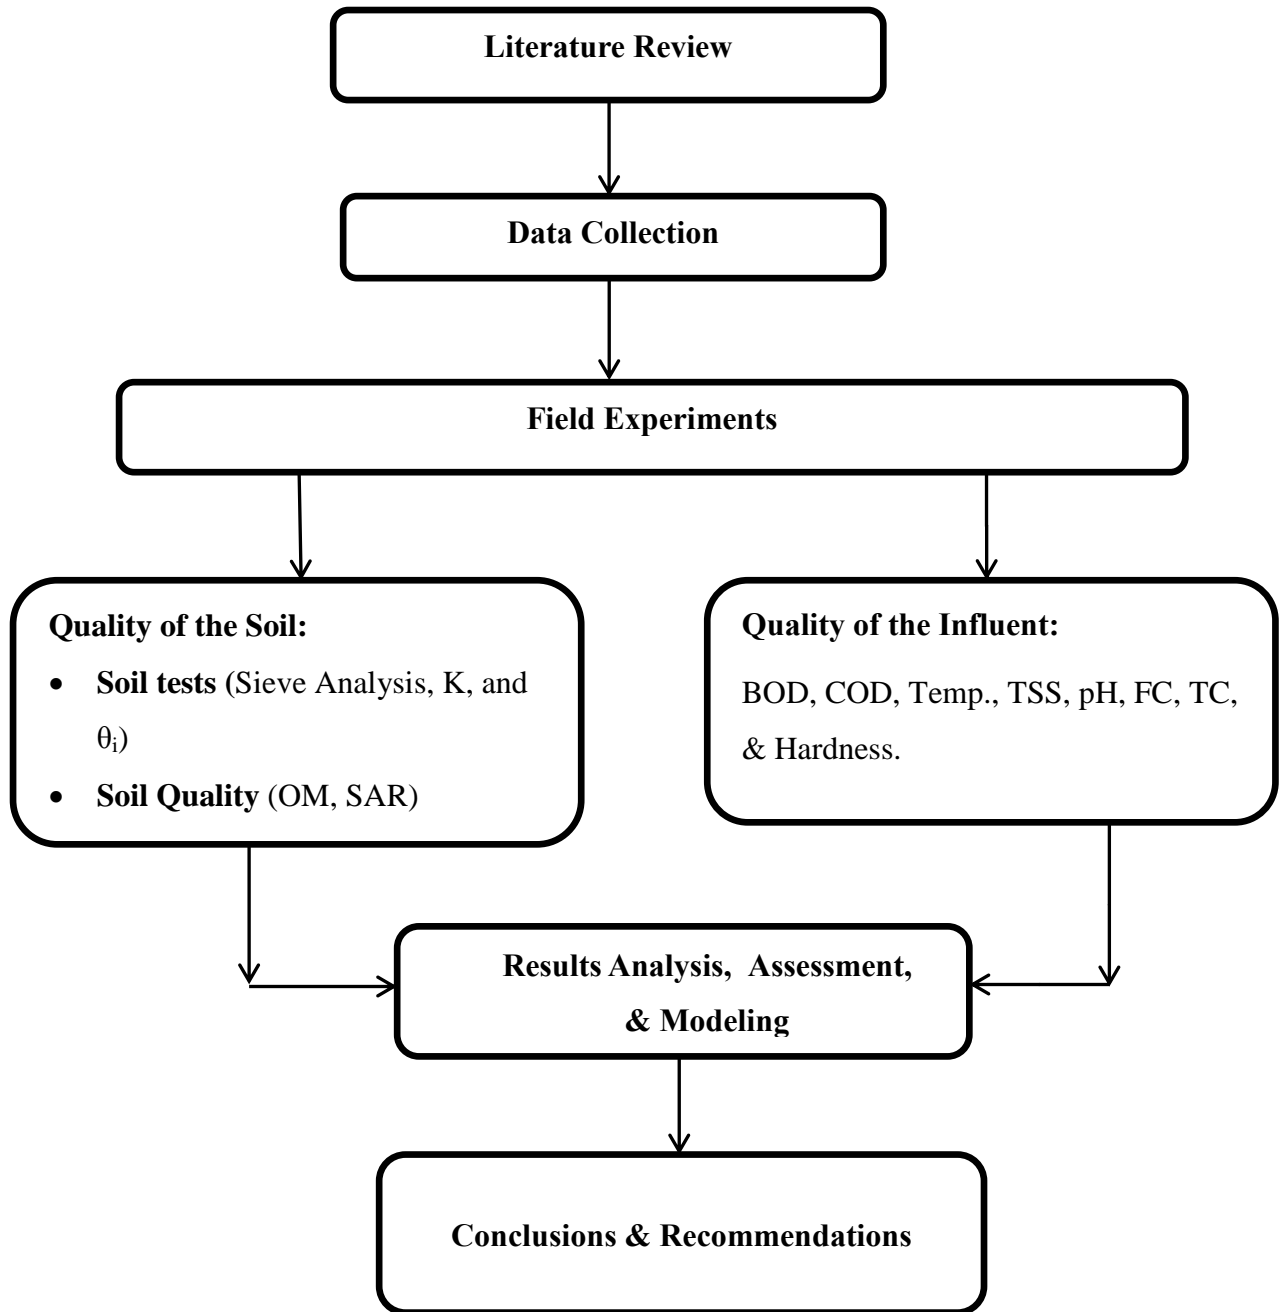 Literature Review
Data Collection
Field Experiments
Quality of the Soil:
• Soil tests (Sieve Analysis, K, and
θᵢ)
• Soil Quality (OM, SAR)
Quality of the Influent:
BOD, COD, Temp., TSS, pH, FC, TC,
& Hardness.
Results Analysis, Assessment,
& Modeling
Conclusions & Recommendations